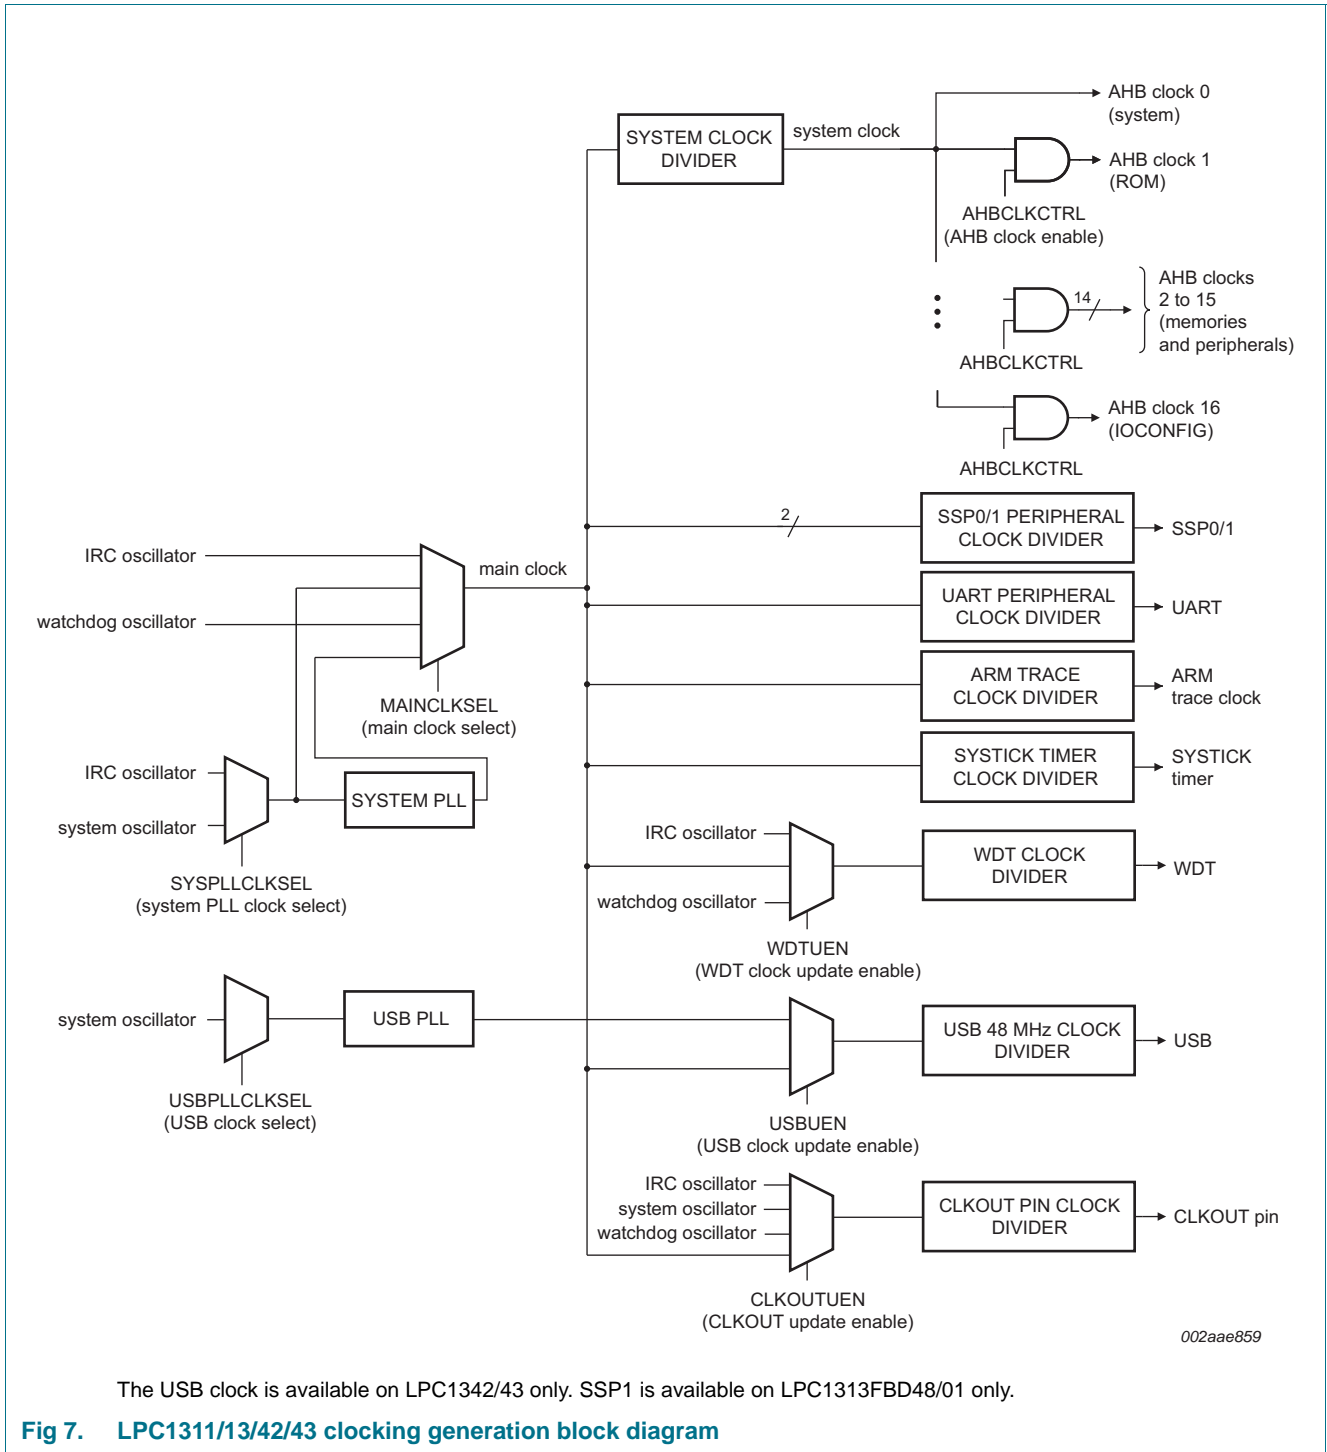 AHB clock 0
(system)
SYSTEM CLOCK
DIVIDER
system clock
AHB clock 1
(ROM)
AHBCLKCTRL
(AHB clock enable)
14
AHB clocks
2 to 15
(memories
and peripherals)
AHBCLKCTRL
AHB clock 16
(IOCONFIG)
AHBCLKCTRL
2
SSP0/1 PERIPHERAL
CLOCK DIVIDER
SSP0/1
IRC oscillator
main clock
UART PERIPHERAL
CLOCK DIVIDER
UART
watchdog oscillator
MAINCLKSEL
(main clock select)
ARM TRACE
CLOCK DIVIDER
ARM
trace clock
IRC oscillator
system oscillator
SYSTEM PLL
SYSPLLCLKSEL
(system PLL clock select)
SYSTICK TIMER
CLOCK DIVIDER
SYSTICK
timer
IRC oscillator
watchdog oscillator
WDT CLOCK
DIVIDER
WDT
WDTUEN
(WDT clock update enable)
system oscillator
USB PLL
USBPLLCLKSEL
(USB clock select)
USB 48 MHz CLOCK
DIVIDER
USB
USBUEN
(USB clock update enable)
IRC oscillator
system oscillator
watchdog oscillator
CLKOUT PIN CLOCK
DIVIDER
CLKOUT pin
CLKOUTUEN
(CLKOUT update enable)
002aae859
The USB clock is available on LPC1342/43 only. SSP1 is available on LPC1313FBD48/01 only.
Fig 7. LPC1311/13/42/43 clocking generation block diagram